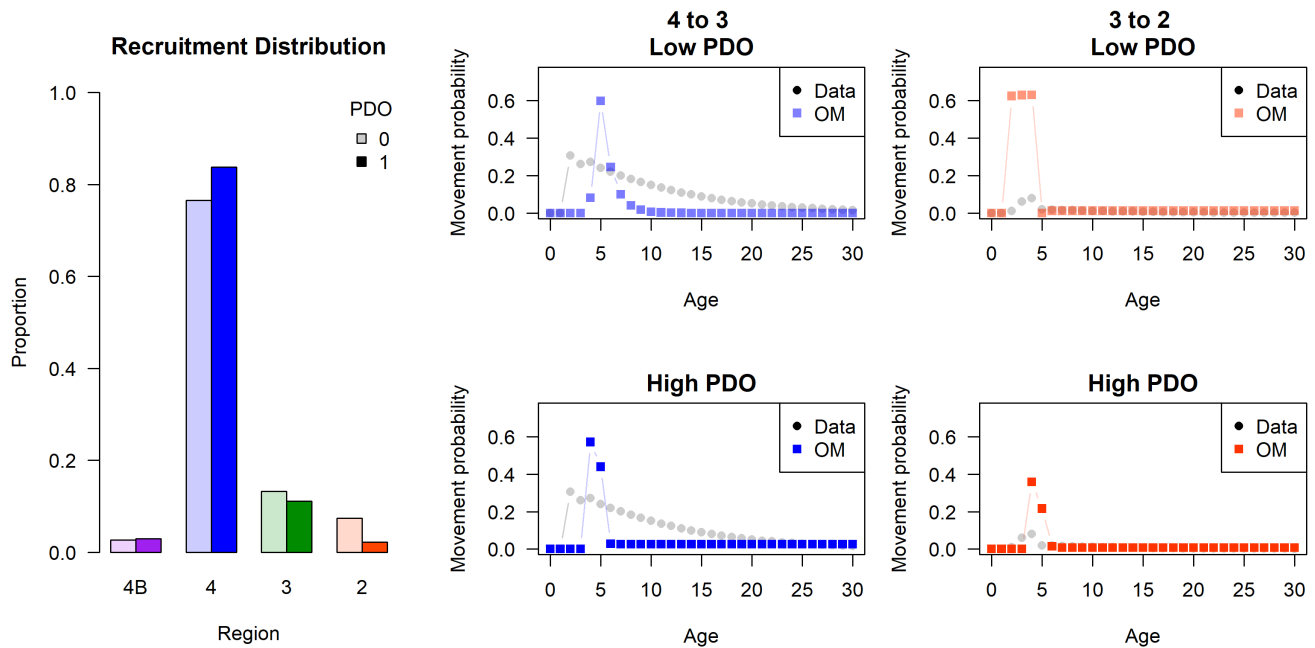 Recruitment Distribution
Proportion
1.0
0.8
0.6
0.4
0.2
0.0
PDO
0
1
4B 4 3 2
Region
4 to 3
Low PDO
Movement probability
0.6
0.4
0.2
0.0
Data
OM
0 5 10 15 20 25 30
Age
3 to 2
Low PDO
Movement probability
0.6
0.4
0.2
0.0
Data
OM
0 5 10 15 20 25 30
Age
High PDO
Movement probability
0.6
0.4
0.2
0.0
Data
OM
0 5 10 15 20 25 30
Age
High PDO
Movement probability
0.6
0.4
0.2
0.0
Data
OM
0 5 10 15 20 25 30
Age